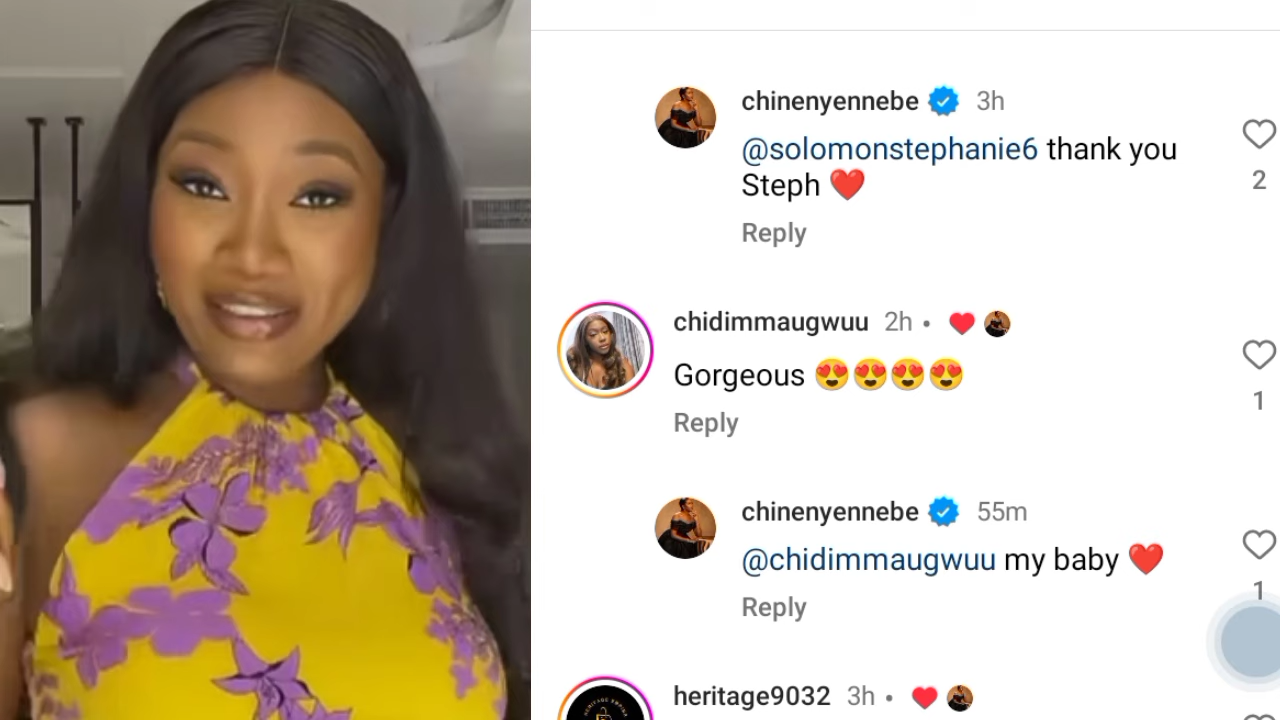 chinenyennebe 3h
@solomonstephanie6 thank you
Steph ❤️
2
Reply
chidimmaugwuu 2h •
Gorgeous 😍😍😍😍
1
Reply
chinenyennebe 55m
@chidimmaugwuu my baby ❤️
1
Reply
heritage9032 3h •